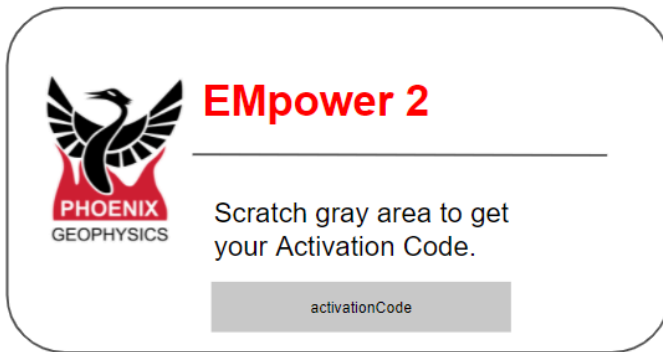 EMpower 2
PHOENIX
GEOPHYSICS
Scratch gray area to get
your Activation Code.
activationCode